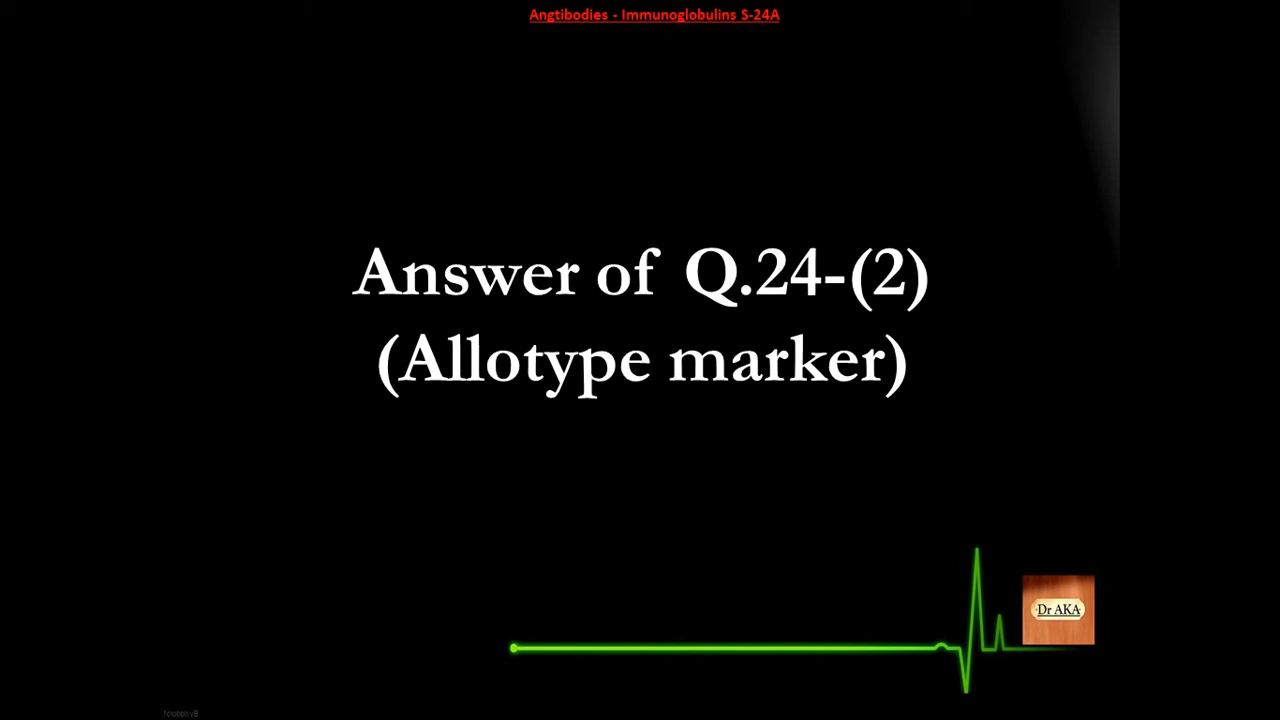 Angtibodies - Immunoglobulins S-24A
Answer of Q.24-(2)
(Allotype marker)
Dr AKA